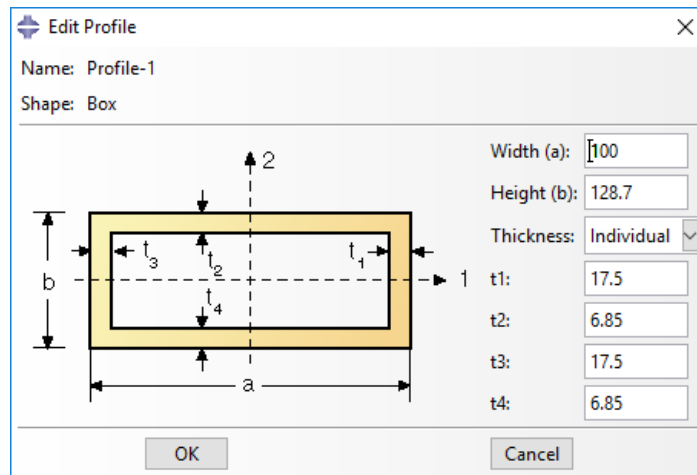 Edit Profile
Name: Profile-1
Shape: Box
2
1
t3
t2
t1
t4
b
a
Width (a): 100
Height (b): 128.7
Thickness: Individual
t1: 17.5
t2: 6.85
t3: 17.5
t4: 6.85
OK
Cancel